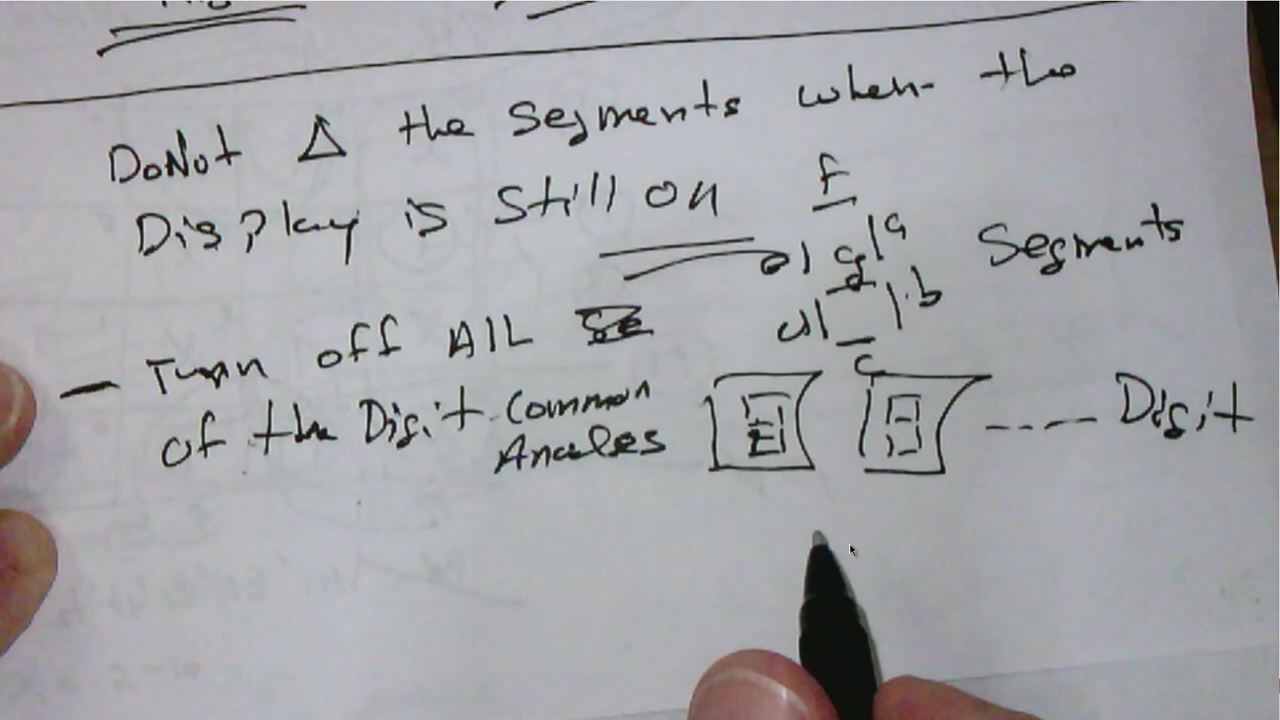 DoNot Δ the Segments when the
Display is Still on
F
g a
Segments
b
c
— Turn off All
of the Digit Common
Anodes
---- Digit